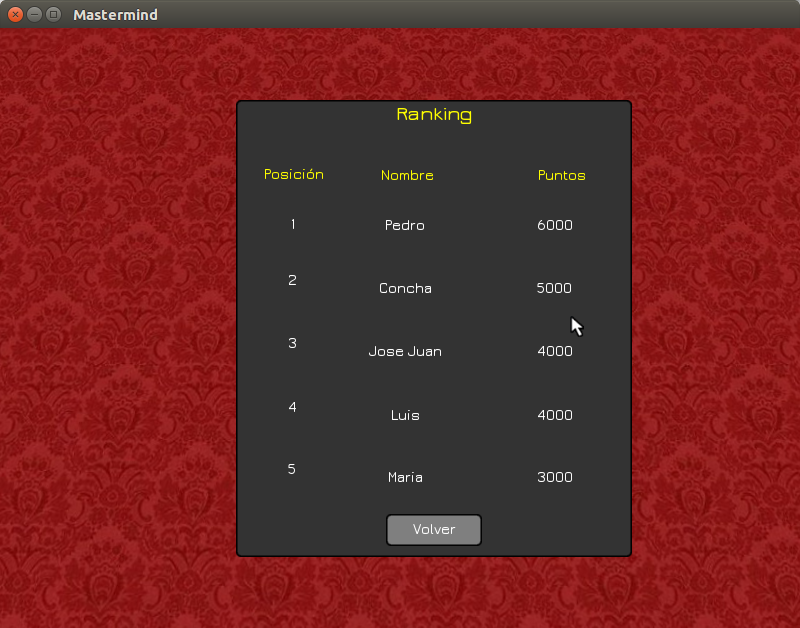 Mastermind
Ranking
Posición Nombre Puntos
1 Pedro 6000
2 Concha 5000
3 Jose Juan 4000
4 Luis 4000
5 Maria 3000
Volver